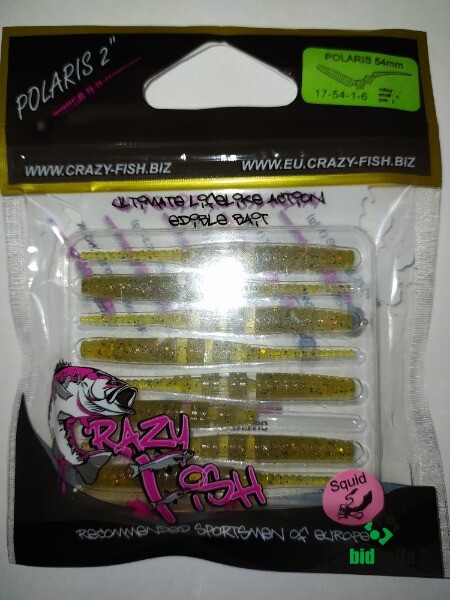 POLARIS 2"
POLARIS 54mm
17-54-1-6
WWW.CRAZY-FISH.BIZ
WWW.EU.CRAZY-FISH.BIZ
ULTIMATE LIFELIKE ACTION
EDIBLE BAIT
CRAZY
FISH
Squid
RECOMMENDED SPORTSMEN OF EUROPE
bid